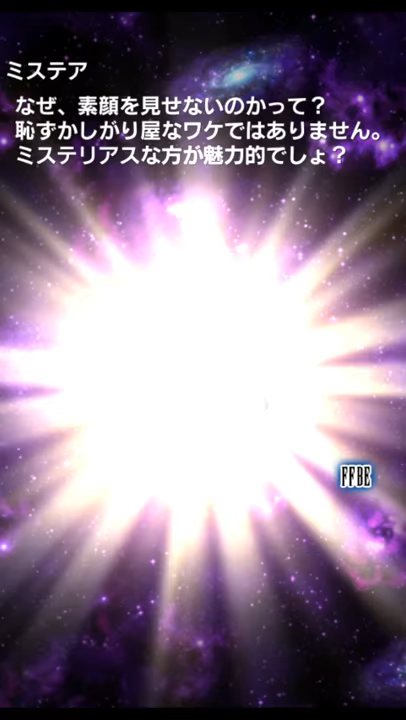 ミステア
なぜ、素顔を見せないのかって？
恥ずかしがり屋なワケではありません。
ミステリアスな方が魅力的でしょ？
FFBE